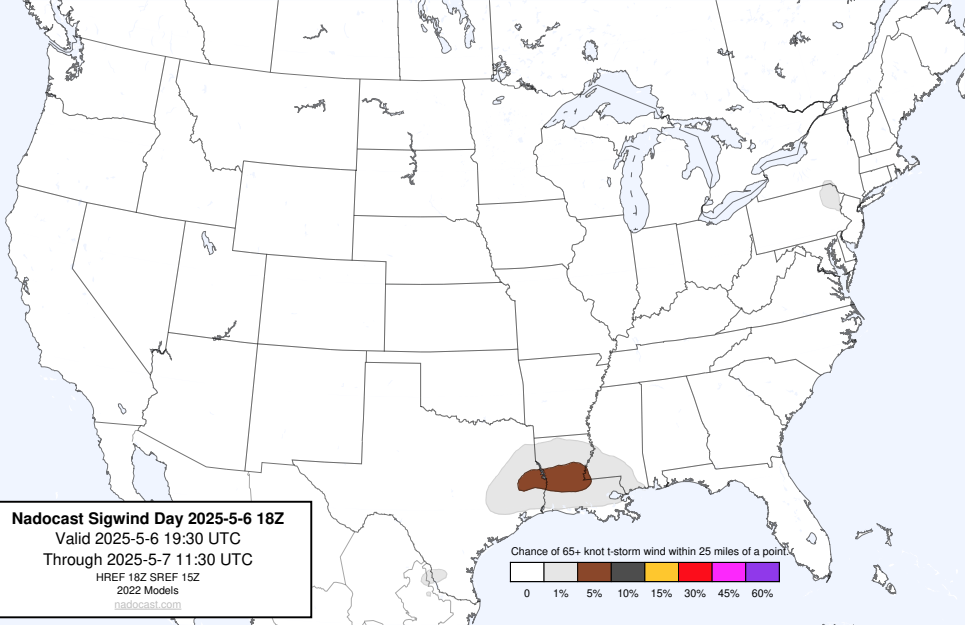 Nadocast Sigwind Day 2025-5-6 18Z
Valid 2025-5-6 19:30 UTC
Through 2025-5-7 11:30 UTC
HREF 18Z SREF 15Z
2022 Models
nadocast.com
Chance of 65+ knot t-storm wind within 25 miles of a point.
0 1% 5% 10% 15% 30% 45% 60%